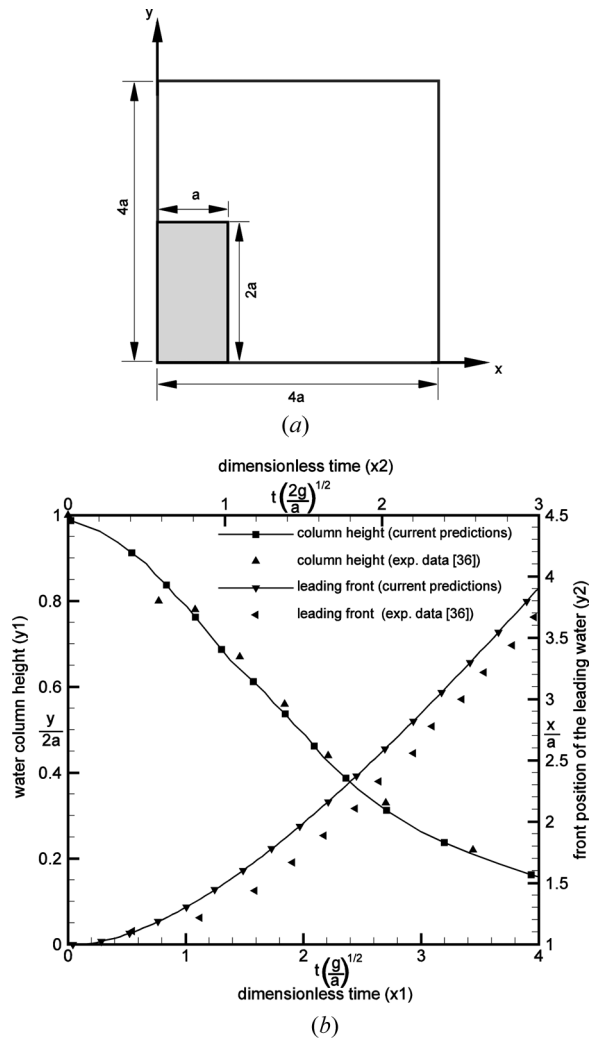 y
4a
a
2a
x
4a
(a)
dimensionless time (x2)
t(2g/a)^1/2
0 1 2 3
1 4.5
column height (current predictions)
column height (exp. data [36])
leading front (current predictions)
leading front (exp. data [36])
0.8 4
0.6 3.5
0.4 3
0.2 2.5
0 2
1.5
1
water column height (y1)
y/2a
x/a
front position of the leading water (y2)
0 1 2 3 4
t(g/a)^1/2
dimensionless time (x1)
(b)